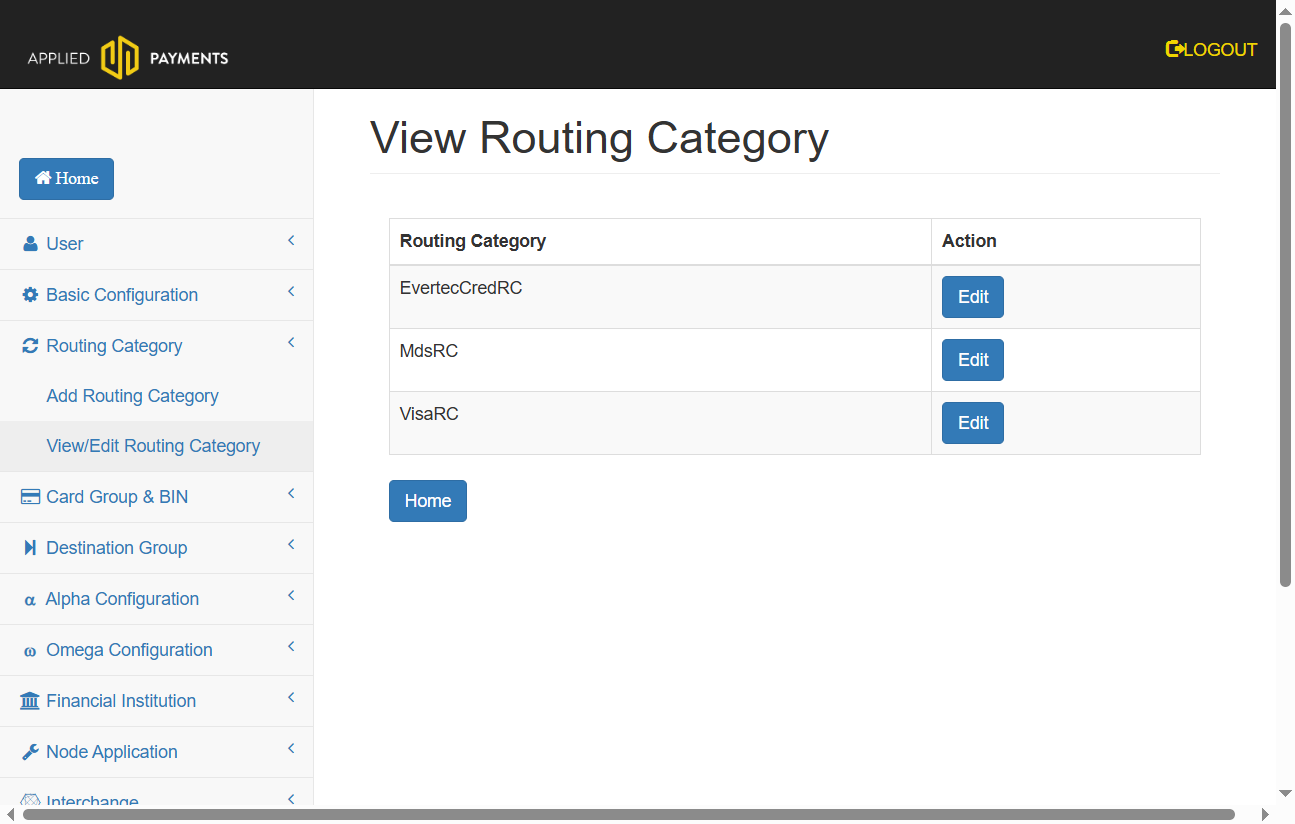 APPLIED PAYMENTS
LOGOUT
Home
User
Basic Configuration
Routing Category
Add Routing Category
View/Edit Routing Category
Card Group & BIN
Destination Group
α Alpha Configuration
ω Omega Configuration
Financial Institution
Node Application
Interchange
View Routing Category
Routing Category Action
EvertecCredRC Edit
MdsRC Edit
VisaRC Edit
Home